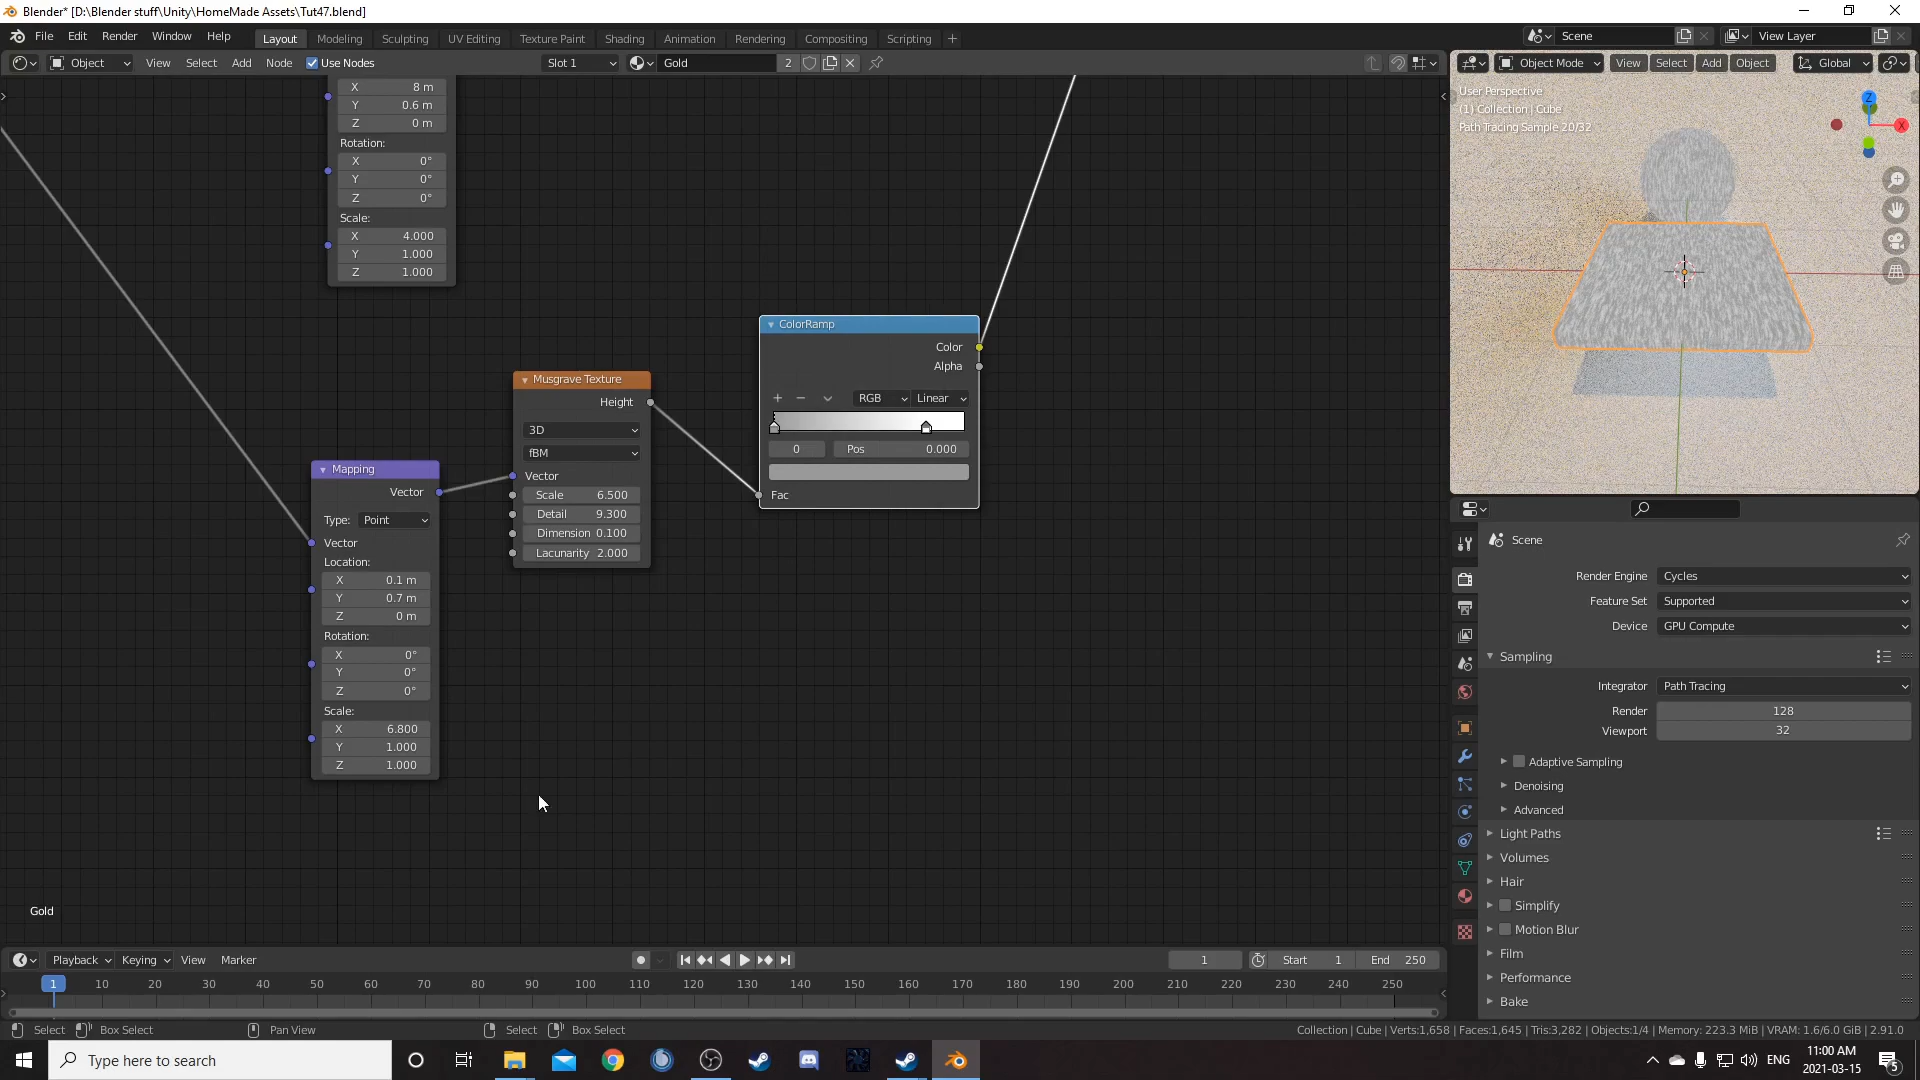 Blender* [D:\Blender stuff\Unity\HomeMade Assets\Tut47.blend]
File Edit Render Window Help Layout Modeling Sculpting UV Editing Texture Paint Shading Animation Rendering Compositing Scripting + Scene View Layer
Object View Select Add Node Use Nodes Slot 1 Gold 2
Object Mode View Select Add Object Global
User Perspective
(1) Collection | Cube
Path Tracing Sample 20/32
Z
X
X 8 m
Y 0.6 m
Z 0 m
Rotation:
X 0°
Y 0°
Z 0°
Scale:
X 4.000
Y 1.000
Z 1.000
ColorRamp
Color
Alpha
+ − RGB Linear
0 Pos 0.000
Fac
Musgrave Texture
Height
3D
fBM
Vector
Scale 6.500
Detail 9.300
Dimension 0.100
Lacunarity 2.000
Mapping
Vector
Type: Point
Vector
Location:
X 0.1 m
Y 0.7 m
Z 0 m
Rotation:
X 0°
Y 0°
Z 0°
Scale:
X 6.800
Y 1.000
Z 1.000
Gold
Scene
Render Engine Cycles
Feature Set Supported
Device GPU Compute
Sampling
Integrator Path Tracing
Render 128
Viewport 32
Adaptive Sampling
Denoising
Advanced
Light Paths
Volumes
Hair
Simplify
Motion Blur
Film
Performance
Bake
Playback Keying View Marker 1 Start 1 End 250
1 10 20 30 40 50 60 70 80 90 100 110 120 130 140 150 160 170 180 190 200 210 220 230 240 250
Select Box Select Pan View Select Box Select Collection | Cube | Verts:1,658 | Faces:1,645 | Tris:3,282 | Objects:1/4 | Memory: 223.3 MiB | VRAM: 1.6/6.0 GiB | 2.91.0
Type here to search
ENG
11:00 AM
2021-03-15
5